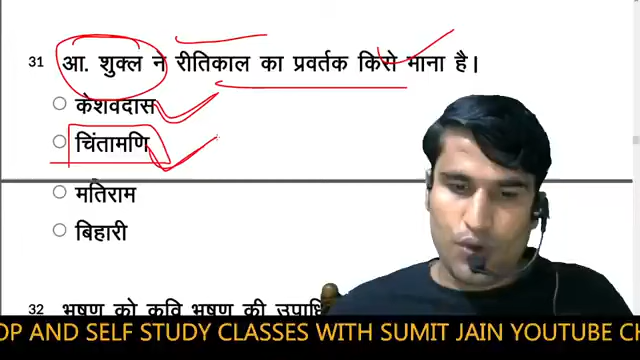 31 आ. शुक्ल ने रीतिकाल का प्रवर्तक किसे माना है।
केशवदास
चिंतामणि
मतिराम
बिहारी
32 भूषण को कवि भूषण की उपाधि
OP AND SELF STUDY CLASSES WITH SUMIT JAIN YOUTUBE CH